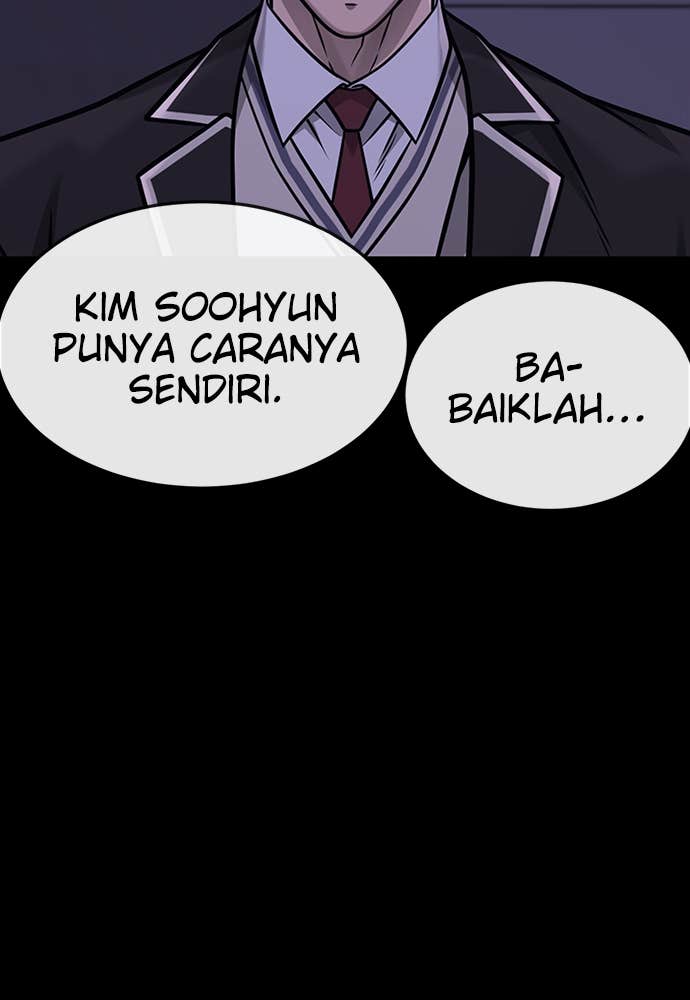 KIM SOOHYUN
PUNYA CARANYA
SENDIRI.
BA-
BAIKLAH...